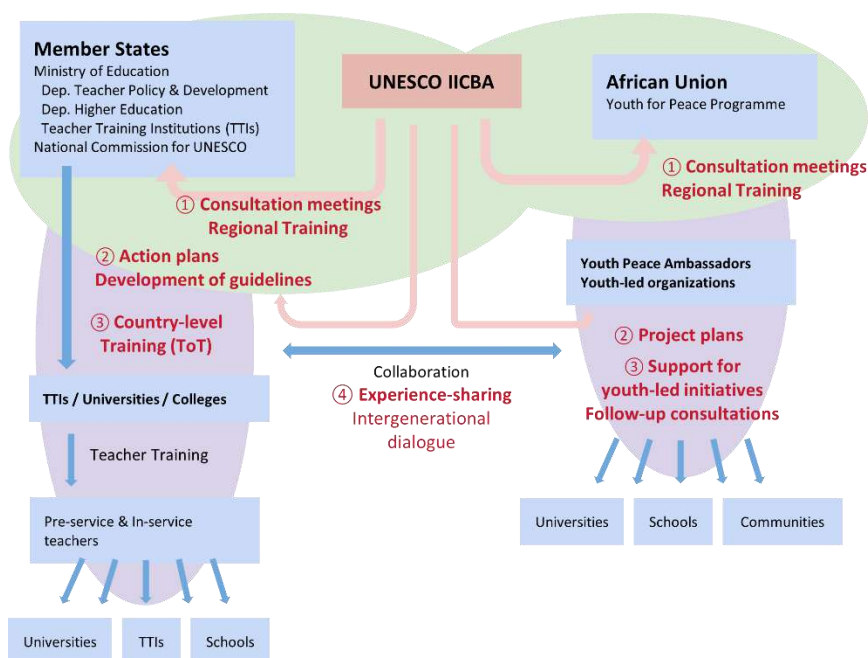 Member States
Ministry of Education
Dep. Teacher Policy & Development
Dep. Higher Education
Teacher Training Institutions (TTIs)
National Commission for UNESCO
UNESCO IICBA
African Union
Youth for Peace Programme
① Consultation meetings
Regional Training
① Consultation meetings
Regional Training
② Action plans
Development of guidelines
③ Country-level
Training (ToT)
Youth Peace Ambassadors
Youth-led organizations
② Project plans
③ Support for
youth-led initiatives
Follow-up consultations
Collaboration
④ Experience-sharing
Intergenerational
dialogue
TTIs / Universities / Colleges
Teacher Training
Pre-service & In-service
teachers
Universities
TTIs
Schools
Universities
Schools
Communities